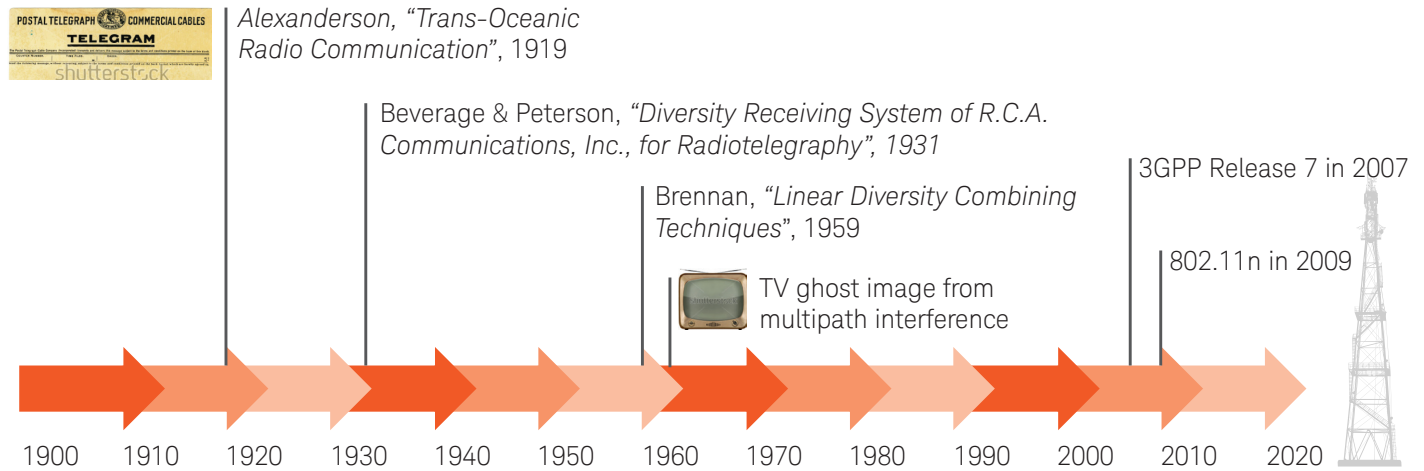 POSTAL TELEGRAPH COMMERCIAL CABLES
TELEGRAM
shutterstock
Alexanderson, “Trans-Oceanic
Radio Communication”, 1919
Beverage & Peterson, “Diversity Receiving System of R.C.A.
Communications, Inc., for Radiotelegraphy”, 1931
Brennan, “Linear Diversity Combining
Techniques”, 1959
TV ghost image from
multipath interference
3GPP Release 7 in 2007
802.11n in 2009
1900 1910 1920 1930 1940 1950 1960 1970 1980 1990 2000 2010 2020